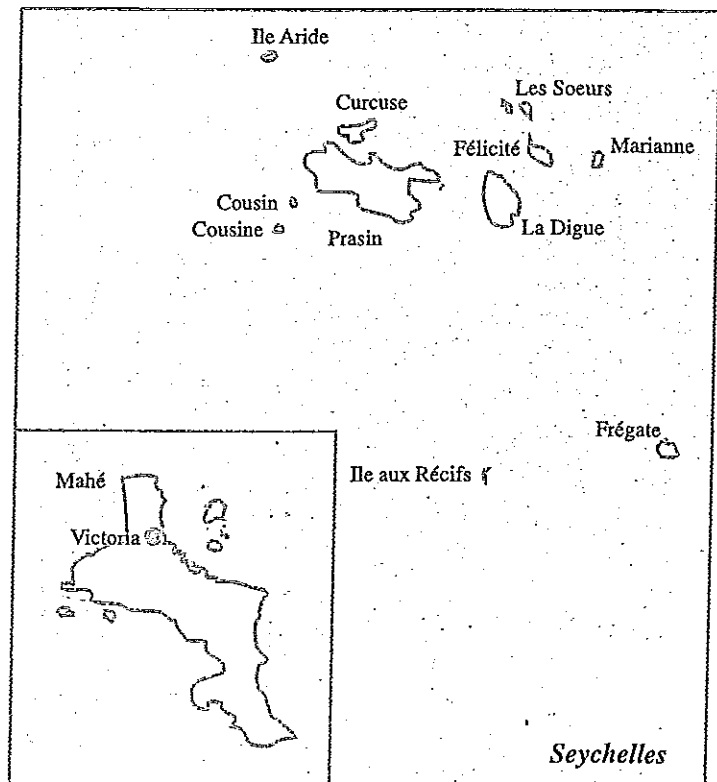 Ile Aride
Les Soeurs
Curcuse
Félicité
Marianne
Cousin
Cousine
Prasin
La Digue
Frégate
Ile aux Récifs
Mahé
Victoria
Seychelles